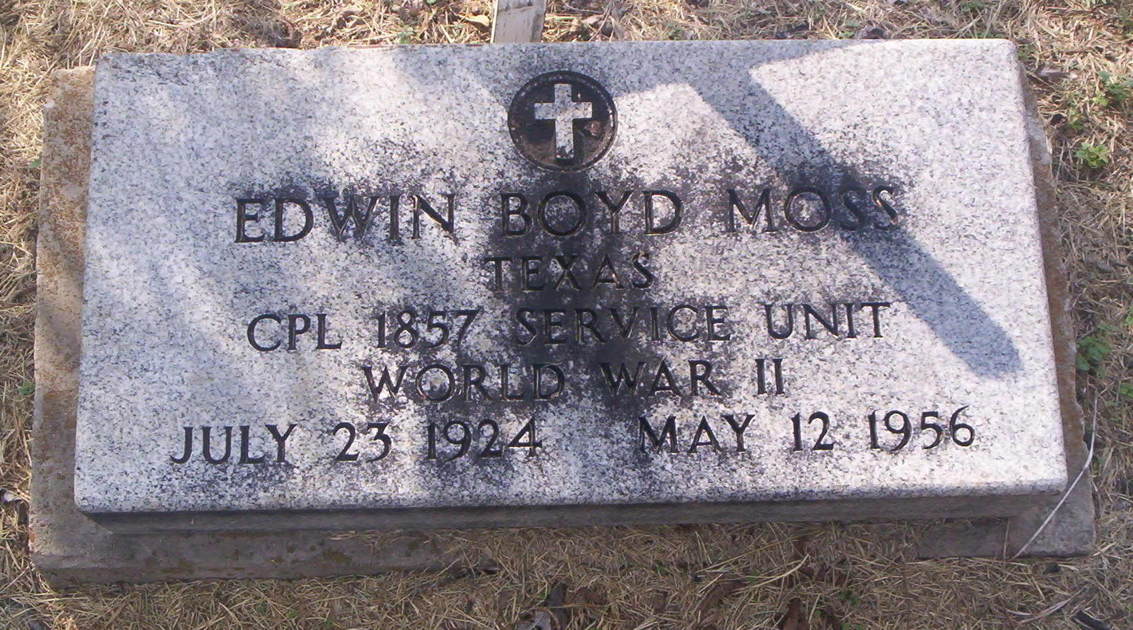 EDWIN BOYD MOSS
TEXAS
CPL 1857 SERVICE UNIT
WORLD WAR II
JULY 23 1924 MAY 12 1956